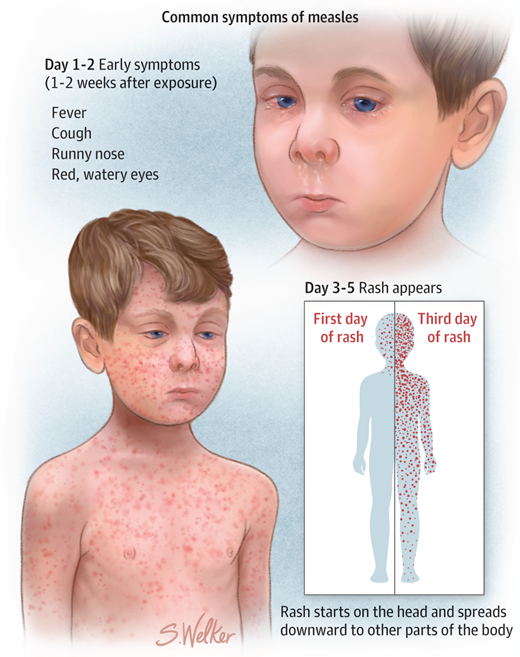 Common symptoms of measles
Day 1-2 Early symptoms
(1-2 weeks after exposure)
Fever
Cough
Runny nose
Red, watery eyes
Day 3-5 Rash appears
First day
of rash
Third day
of rash
Rash starts on the head and spreads
downward to other parts of the body
S.Welker